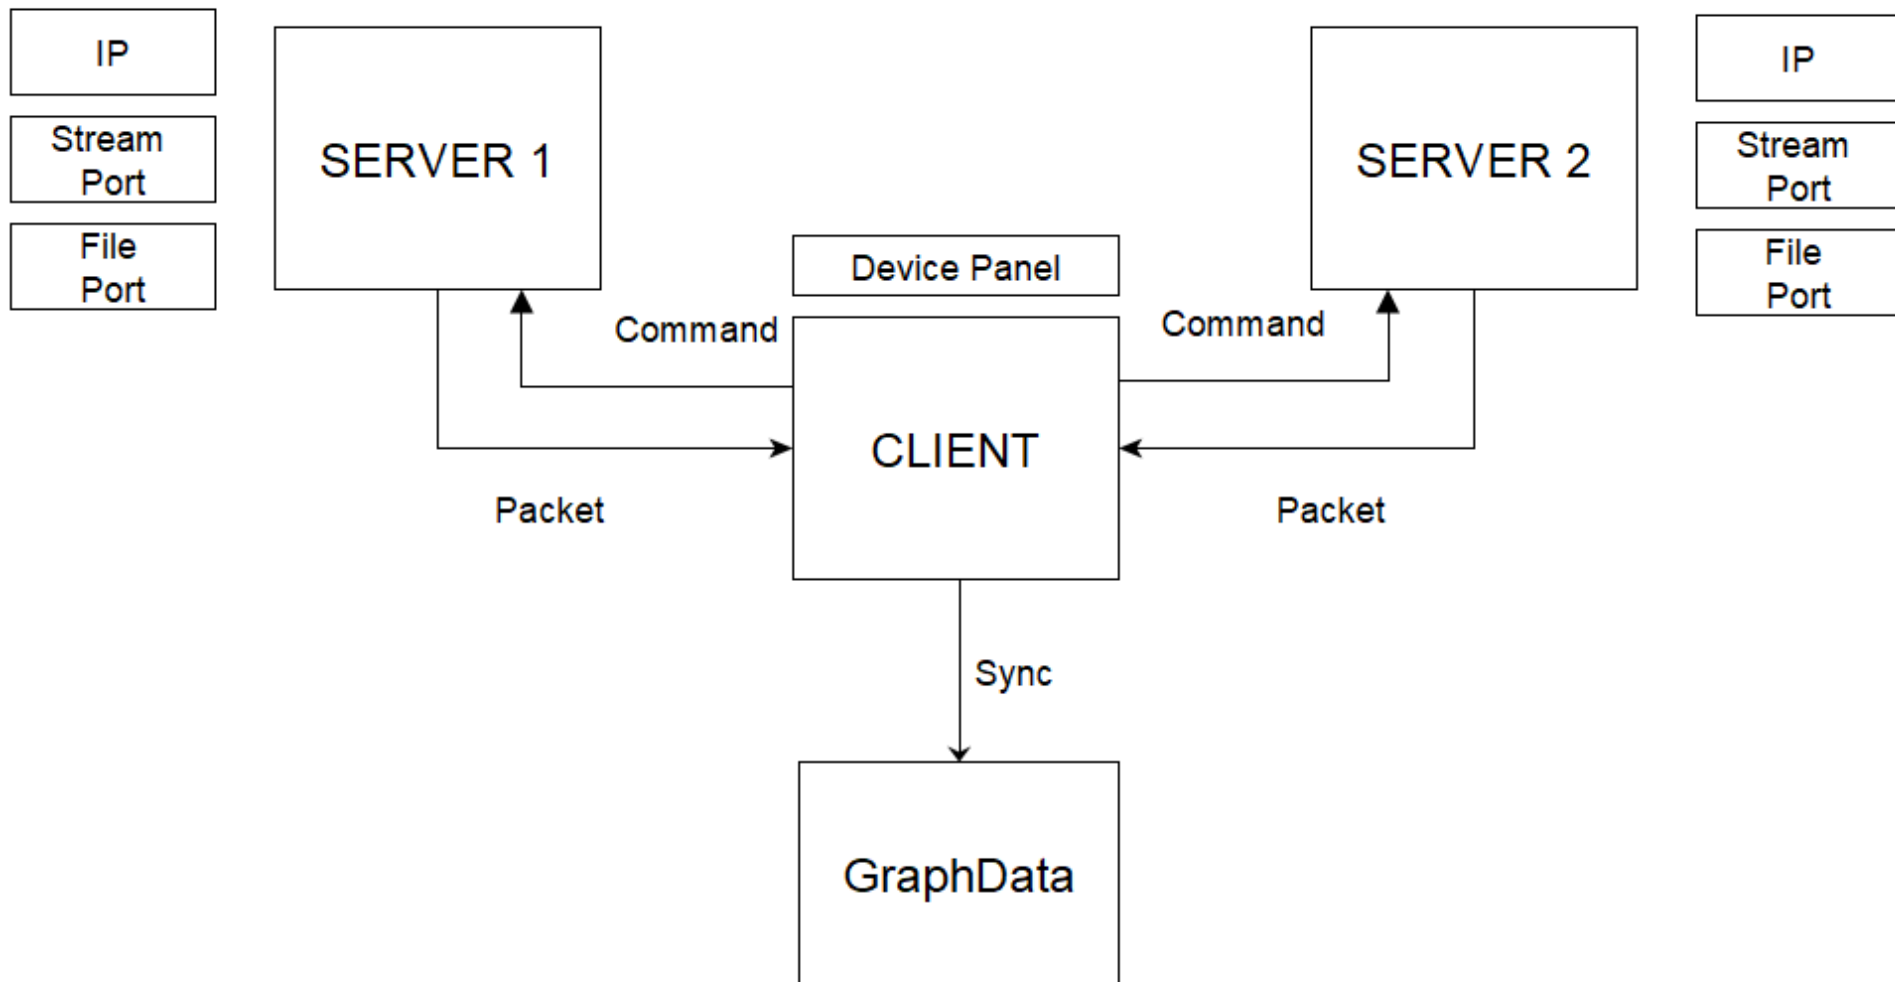 IP
Stream
Port
File
Port
SERVER 1
Device Panel
Command
Command
CLIENT
Packet
Packet
SERVER 2
IP
Stream
Port
File
Port
Sync
GraphData